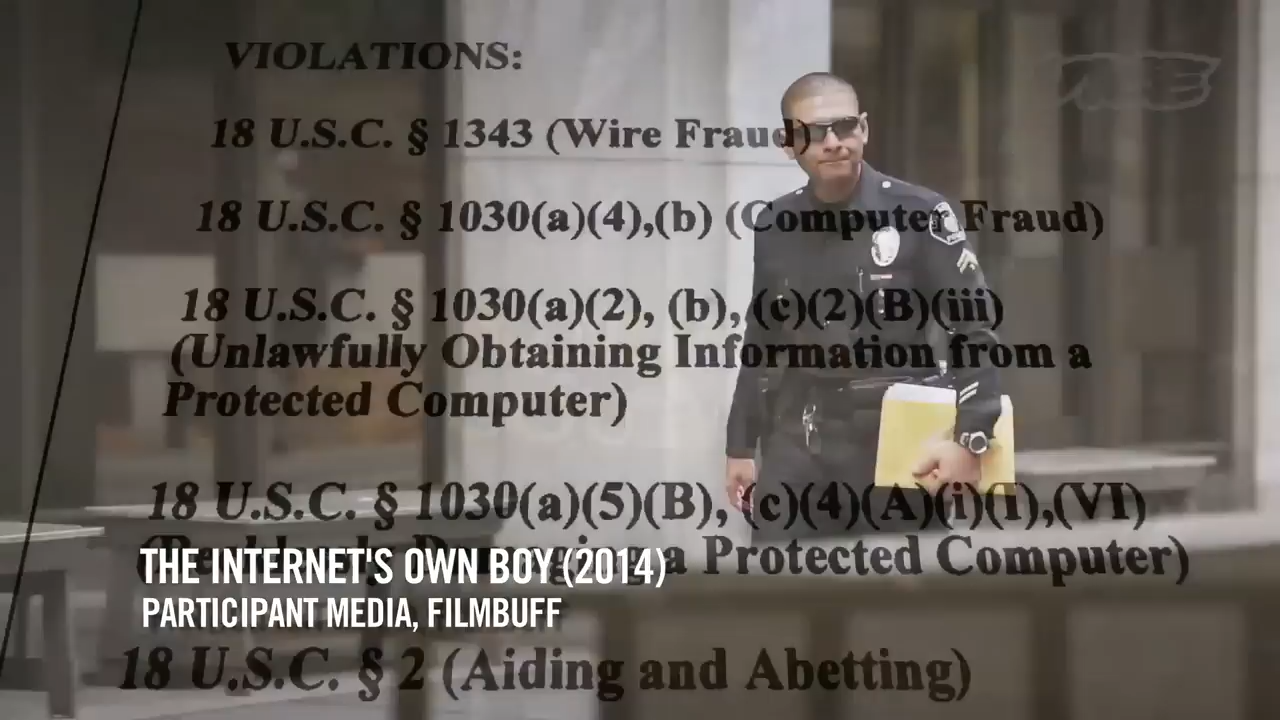 VIOLATIONS:
VICE
18 U.S.C. § 1343 (Wire Fraud)
18 U.S.C. § 1030(a)(4),(b) (Computer Fraud)
18 U.S.C. § 1030(a)(2), (b), (c)(2)(B)(iii)
(Unlawfully Obtaining Information from a
Protected Computer)
18 U.S.C. § 1030(a)(5)(B), (c)(4)(A)(i)(I),(VI)
a Protected Computer)
THE INTERNET'S OWN BOY (2014)
PARTICIPANT MEDIA, FILMBUFF
18 U.S.C. § 2 (Aiding and Abetting)